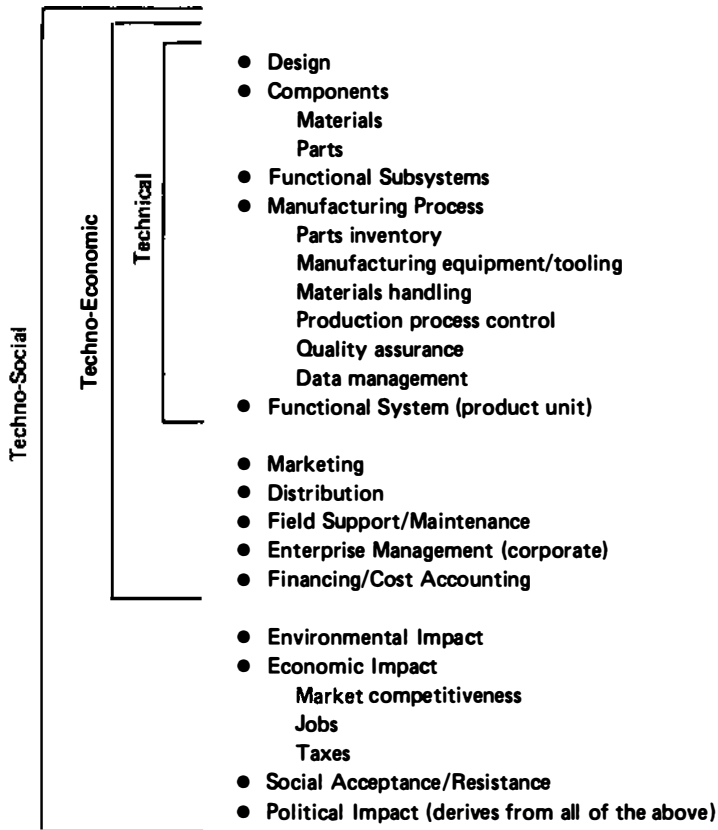 Techno-Social
Techno-Economic
Technical
● Design
● Components
Materials
Parts
● Functional Subsystems
● Manufacturing Process
Parts inventory
Manufacturing equipment/tooling
Materials handling
Production process control
Quality assurance
Data management
● Functional System (product unit)
● Marketing
● Distribution
● Field Support/Maintenance
● Enterprise Management (corporate)
● Financing/Cost Accounting
● Environmental Impact
● Economic Impact
Market competitiveness
Jobs
Taxes
● Social Acceptance/Resistance
● Political Impact (derives from all of the above)